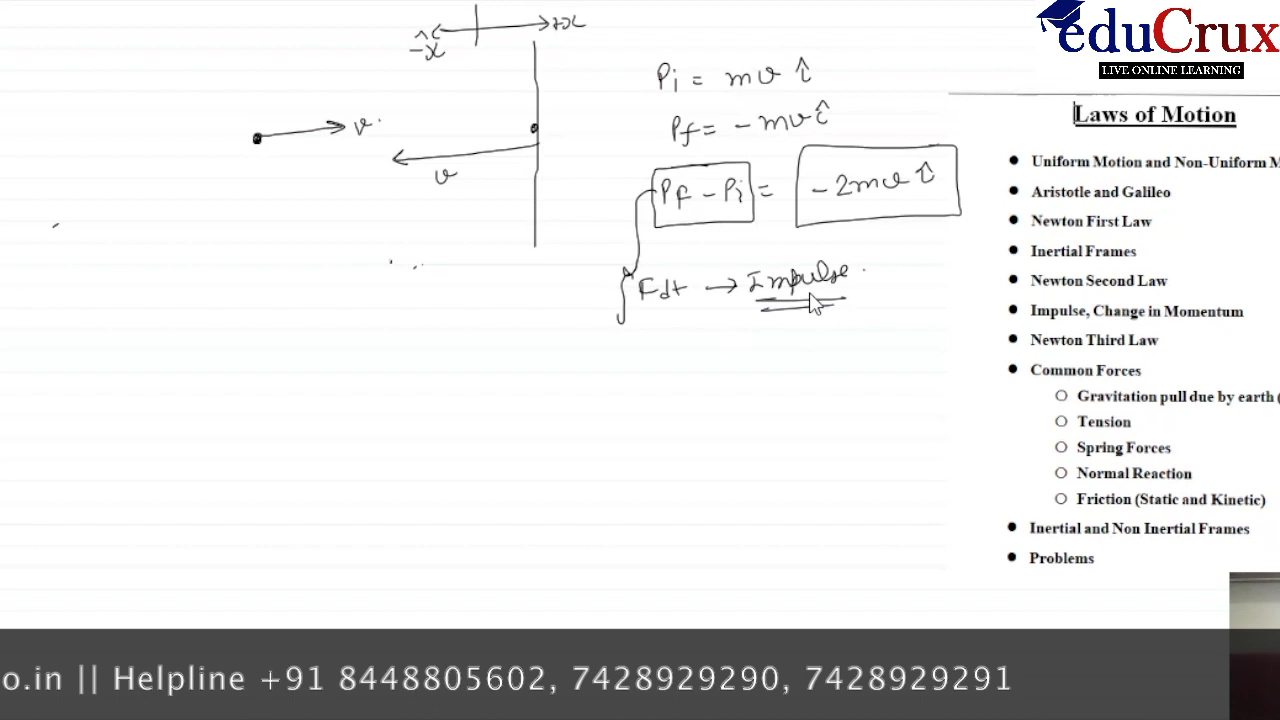 eduCrux
LIVE ONLINE LEARNING
-x̂ +x
v
v
Pi = mv î
Pf = -mv î
Pf - Pi = -2mv î
∫Fdt → Impulse
Laws of Motion
Uniform Motion and Non-Uniform M
Aristotle and Galileo
Newton First Law
Inertial Frames
Newton Second Law
Impulse, Change in Momentum
Newton Third Law
Common Forces
Gravitation pull due by earth (
Tension
Spring Forces
Normal Reaction
Friction (Static and Kinetic)
Inertial and Non Inertial Frames
Problems
o.in || Helpline +91 8448805602, 7428929290, 7428929291